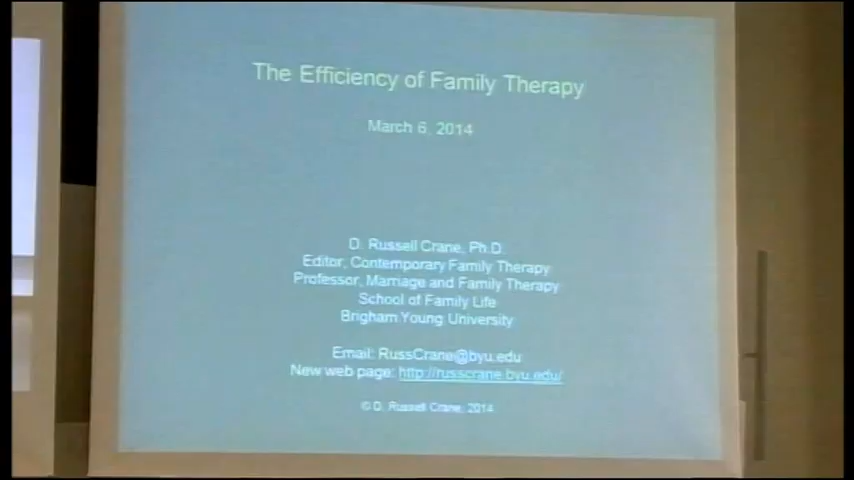 The Efficiency of Family Therapy
March 6, 2014
D. Russell Crane, Ph.D.
Editor, Contemporary Family Therapy
Professor, Marriage and Family Therapy
School of Family Life
Brigham Young University
Email: RussCrane@byu.edu
New web page: http://russcrane.byu.edu/
© D. Russell Crane, 2014